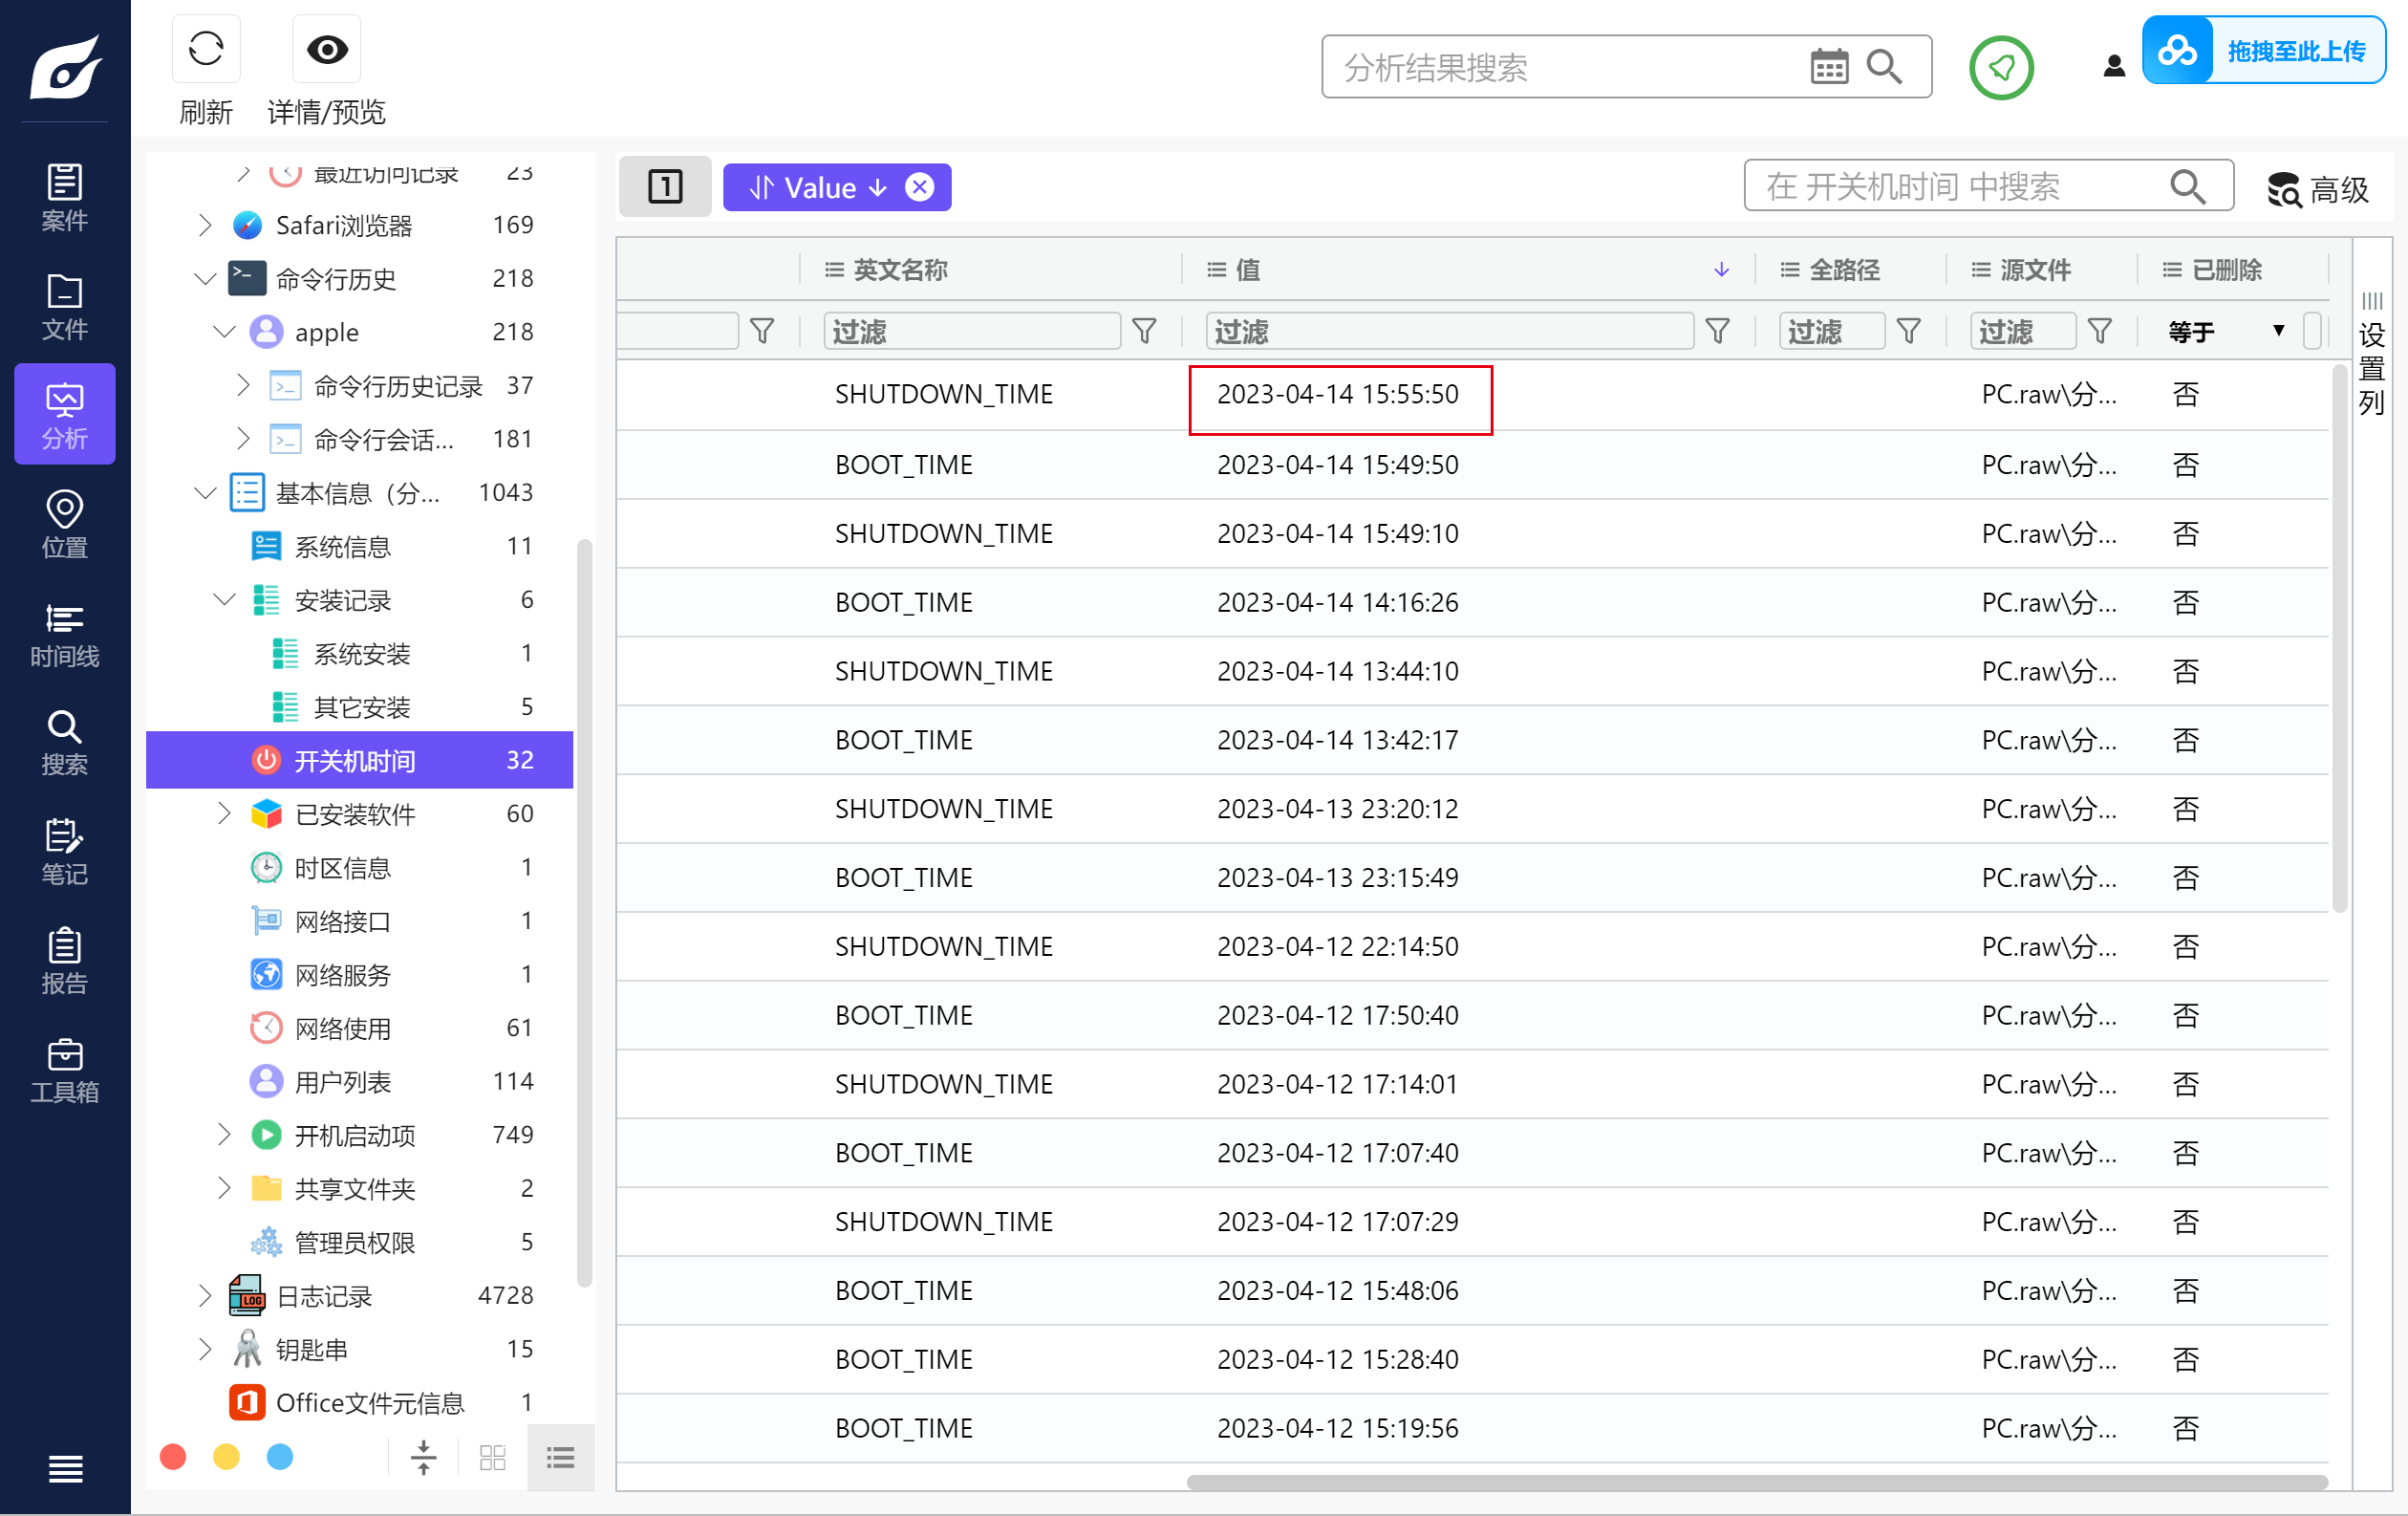 刷新
详情/预览
分析结果搜索
拖拽至此上传
案件
文件
分析
位置
时间线
搜索
笔记
报告
工具箱
最近访问记录 23
Safari浏览器 169
命令行历史 218
apple 218
命令行历史记录 37
命令行会话... 181
基本信息（分... 1043
系统信息 11
安装记录 6
系统安装 1
其它安装 5
开关机时间 32
已安装软件 60
时区信息 1
网络接口 1
网络服务 1
网络使用 61
用户列表 114
开机启动项 749
共享文件夹 2
管理员权限 5
LOG 日志记录 4728
钥匙串 15
Office文件元信息 1
1 Value
在 开关机时间 中搜索
高级
英文名称 值 全路径 源文件 已删除
过滤 过滤 过滤 过滤 等于
SHUTDOWN_TIME 2023-04-14 15:55:50 PC.raw\分... 否
BOOT_TIME 2023-04-14 15:49:50 PC.raw\分... 否
SHUTDOWN_TIME 2023-04-14 15:49:10 PC.raw\分... 否
BOOT_TIME 2023-04-14 14:16:26 PC.raw\分... 否
SHUTDOWN_TIME 2023-04-14 13:44:10 PC.raw\分... 否
BOOT_TIME 2023-04-14 13:42:17 PC.raw\分... 否
SHUTDOWN_TIME 2023-04-13 23:20:12 PC.raw\分... 否
BOOT_TIME 2023-04-13 23:15:49 PC.raw\分... 否
SHUTDOWN_TIME 2023-04-12 22:14:50 PC.raw\分... 否
BOOT_TIME 2023-04-12 17:50:40 PC.raw\分... 否
SHUTDOWN_TIME 2023-04-12 17:14:01 PC.raw\分... 否
BOOT_TIME 2023-04-12 17:07:40 PC.raw\分... 否
SHUTDOWN_TIME 2023-04-12 17:07:29 PC.raw\分... 否
BOOT_TIME 2023-04-12 15:48:06 PC.raw\分... 否
BOOT_TIME 2023-04-12 15:28:40 PC.raw\分... 否
BOOT_TIME 2023-04-12 15:19:56 PC.raw\分... 否
设置列